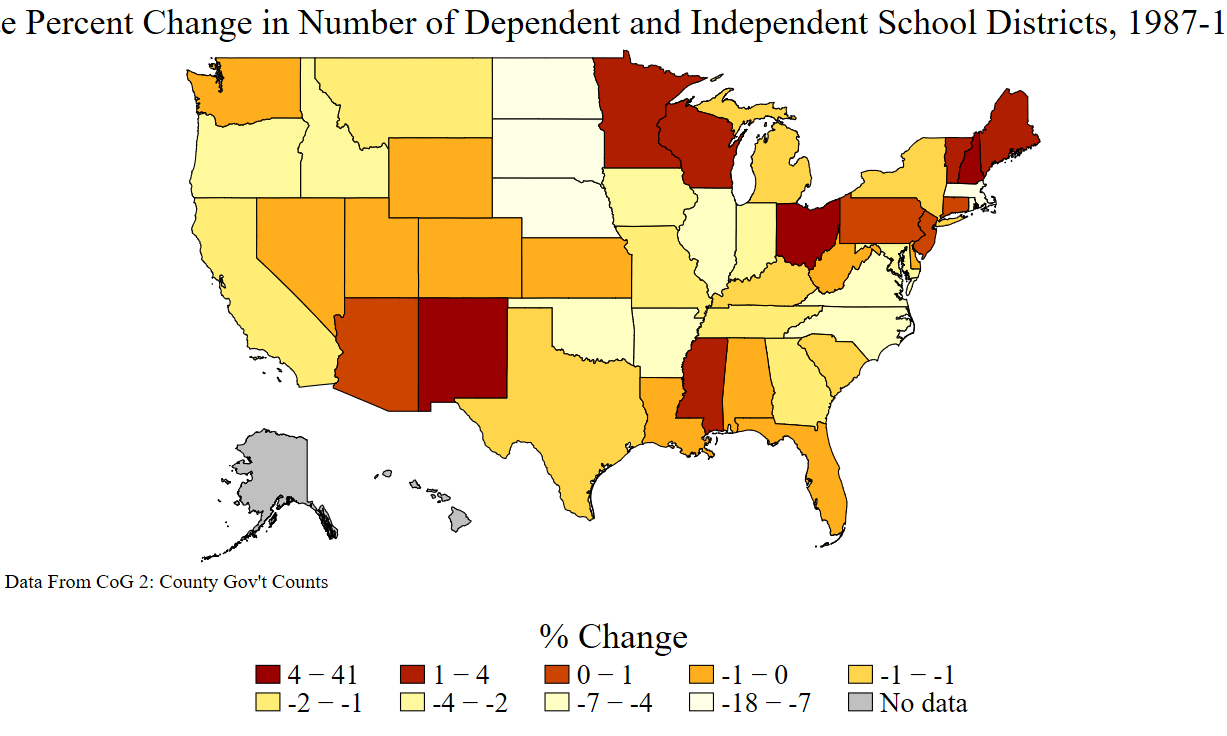 e Percent Change in Number of Dependent and Independent School Districts, 1987-1
Data From CoG 2: County Gov't Counts
% Change
4 − 41 1 − 4 0 − 1 -1 − 0 -1 − -1
-2 − -1 -4 − -2 -7 − -4 -18 − -7 No data